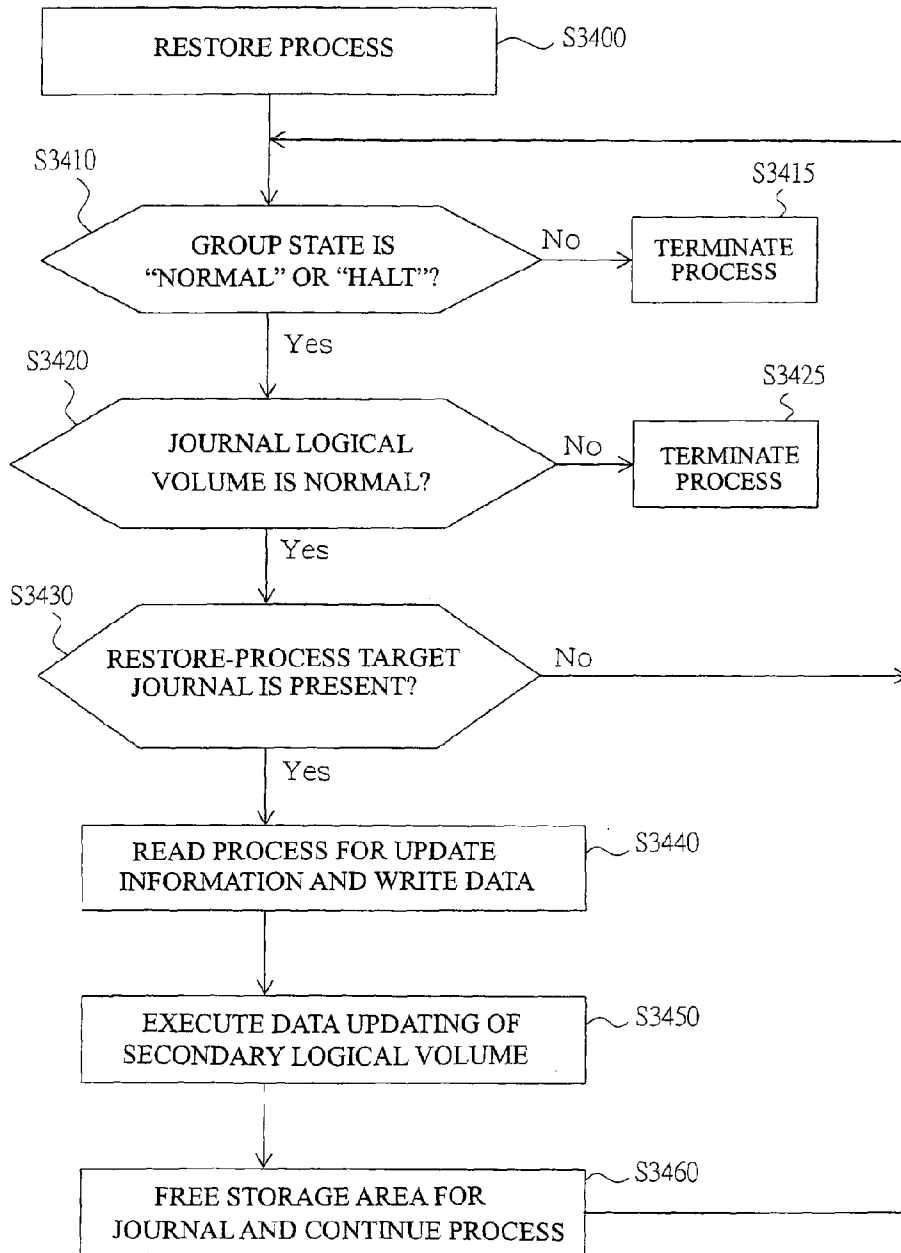 RESTORE PROCESS
S3400
S3410
GROUP STATE IS
“NORMAL” OR “HALT”?
No
S3415
TERMINATE
PROCESS
Yes
S3420
JOURNAL LOGICAL
VOLUME IS NORMAL?
No
S3425
TERMINATE
PROCESS
Yes
S3430
RESTORE-PROCESS TARGET
JOURNAL IS PRESENT?
No
Yes
READ PROCESS FOR UPDATE
INFORMATION AND WRITE DATA
S3440
EXECUTE DATA UPDATING OF
SECONDARY LOGICAL VOLUME
S3450
FREE STORAGE AREA FOR
JOURNAL AND CONTINUE PROCESS
S3460